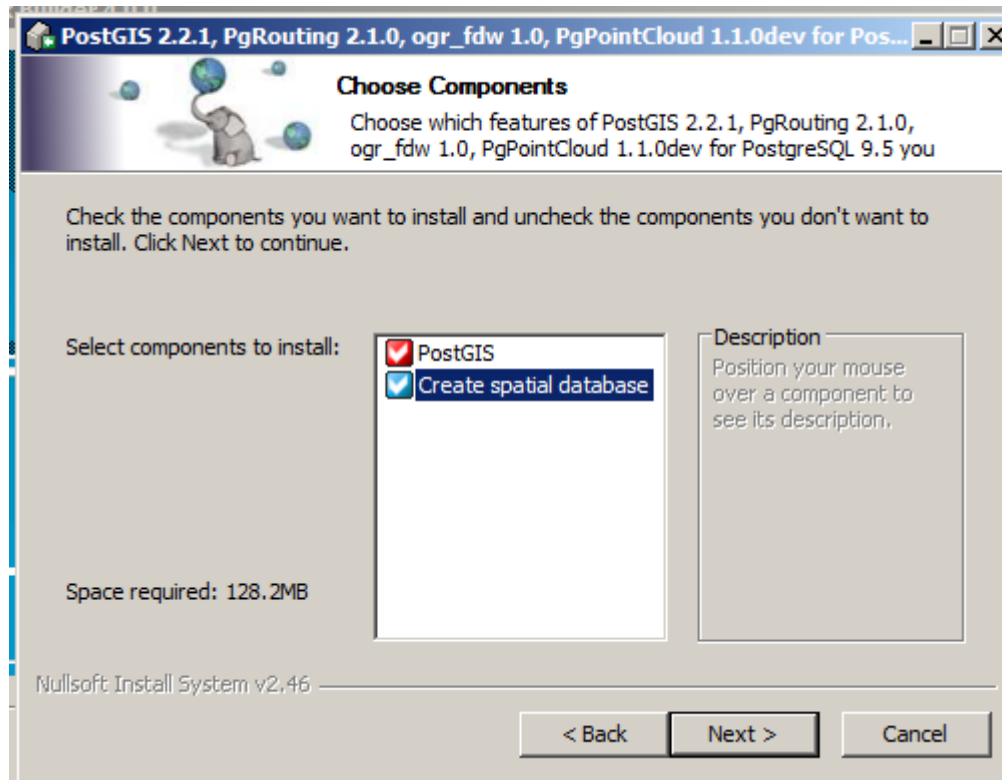 PostGIS 2.2.1, PgRouting 2.1.0, ogr_fdw 1.0, PgPointCloud 1.1.0dev for Pos...
Choose Components
Choose which features of PostGIS 2.2.1, PgRouting 2.1.0,
ogr_fdw 1.0, PgPointCloud 1.1.0dev for PostgreSQL 9.5 you
Check the components you want to install and uncheck the components you don't want to
install. Click Next to continue.
Select components to install:
PostGIS
Create spatial database
Description
Position your mouse
over a component to
see its description.
Space required: 128.2MB
Nullsoft Install System v2.46
< Back
Next >
Cancel